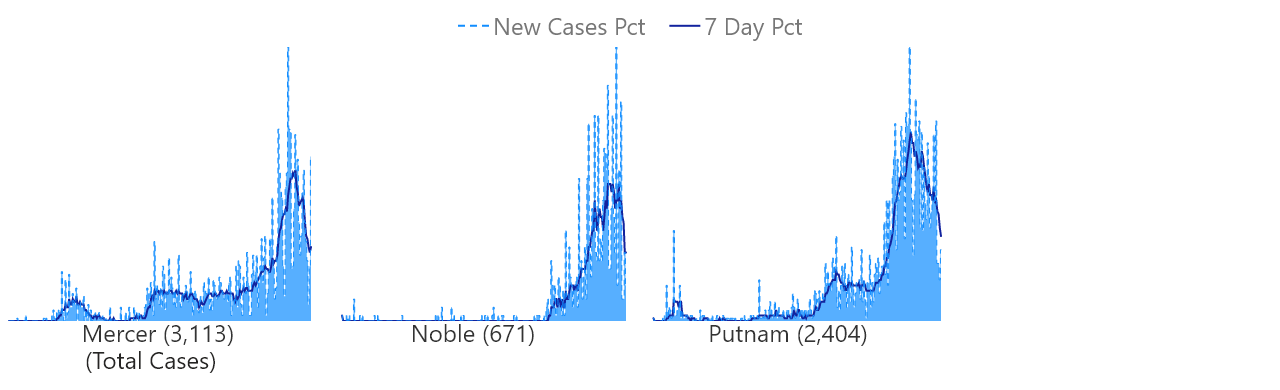 New Cases Pct 7 Day Pct
Mercer (3,113) Noble (671) Putnam (2,404)
(Total Cases)